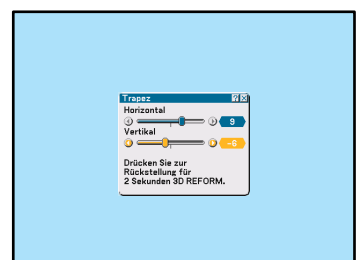 Trapez
Horizontal
9
Vertikal
-6
Drücken Sie zur
Rückstellung für
2 Sekunden 3D REFORM.